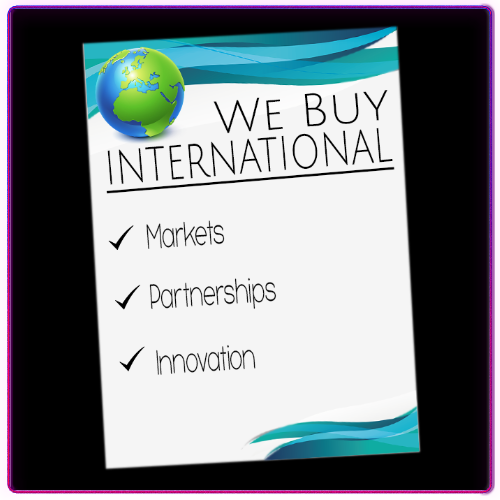 WE BUY
INTERNATIONAL
Markets
Partnerships
Innovation